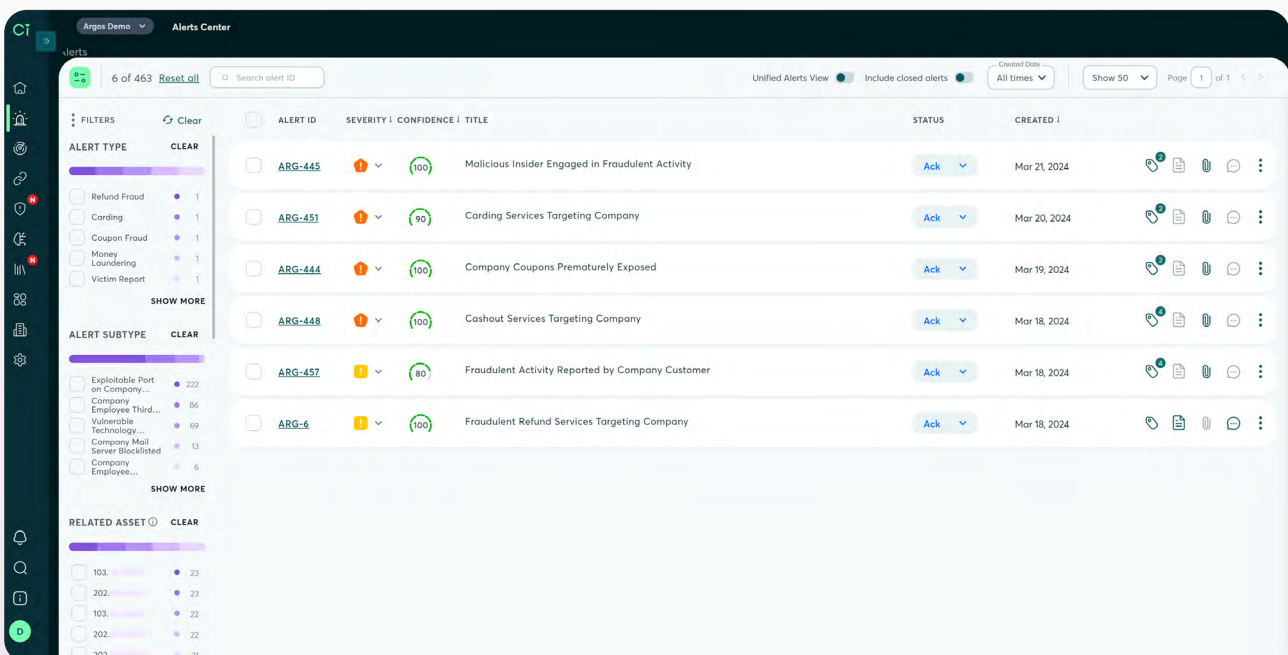 Ci
Argos Demo
Alerts Center
Alerts
6 of 463 Reset all
Search alert ID
Unified Alerts View
Include closed alerts
Created Date
All times
Show 50
Page 1 of 1
FILTERS
Clear
ALERT TYPE
CLEAR
Refund Fraud 1
Carding 1
Coupon Fraud 1
Money
Laundering 1
Victim Report 1
SHOW MORE
ALERT SUBTYPE
CLEAR
Exploitable Port
on Company... 222
Company
Employee Third... 86
Vulnerable
Technology... 69
Company Mail
Server Blocklisted 13
Company
Employee... 6
SHOW MORE
RELATED ASSET
CLEAR
103. 23
202. 23
103. 22
202. 22
N
N
D
ALERT ID SEVERITY CONFIDENCE TITLE STATUS CREATED
ARG-445 100 Malicious Insider Engaged in Fraudulent Activity Ack Mar 21, 2024 2
ARG-451 90 Carding Services Targeting Company Ack Mar 20, 2024 2
ARG-444 100 Company Coupons Prematurely Exposed Ack Mar 19, 2024 2
ARG-448 100 Cashout Services Targeting Company Ack Mar 18, 2024 4
ARG-457 80 Fraudulent Activity Reported by Company Customer Ack Mar 18, 2024 4
ARG-6 100 Fraudulent Refund Services Targeting Company Ack Mar 18, 2024